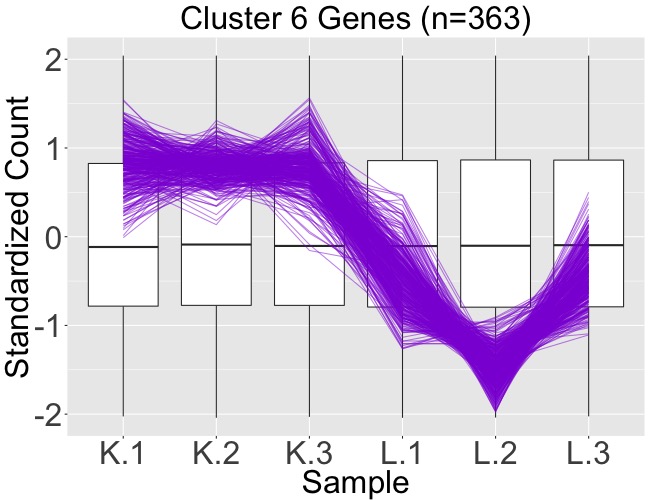 Cluster 6 Genes (n=363)
Standardized Count
2
1
0
-1
-2
K.1 K.2 K.3 L.1 L.2 L.3
Sample